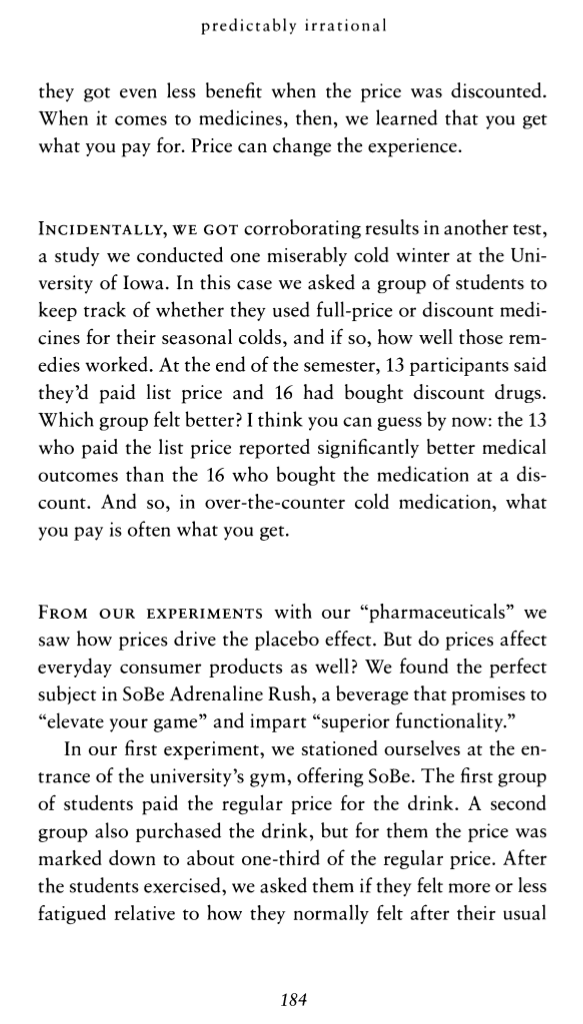 predictably irrational
they got even less benefit when the price was discounted.
When it comes to medicines, then, we learned that you get
what you pay for. Price can change the experience.
Incidentally, we got corroborating results in another test,
a study we conducted one miserably cold winter at the Uni-
versity of Iowa. In this case we asked a group of students to
keep track of whether they used full-price or discount medi-
cines for their seasonal colds, and if so, how well those rem-
edies worked. At the end of the semester, 13 participants said
they'd paid list price and 16 had bought discount drugs.
Which group felt better? I think you can guess by now: the 13
who paid the list price reported significantly better medical
outcomes than the 16 who bought the medication at a dis-
count. And so, in over-the-counter cold medication, what
you pay is often what you get.
From our experiments with our “pharmaceuticals” we
saw how prices drive the placebo effect. But do prices affect
everyday consumer products as well? We found the perfect
subject in SoBe Adrenaline Rush, a beverage that promises to
“elevate your game” and impart “superior functionality.”
In our first experiment, we stationed ourselves at the en-
trance of the university's gym, offering SoBe. The first group
of students paid the regular price for the drink. A second
group also purchased the drink, but for them the price was
marked down to about one-third of the regular price. After
the students exercised, we asked them if they felt more or less
fatigued relative to how they normally felt after their usual
184